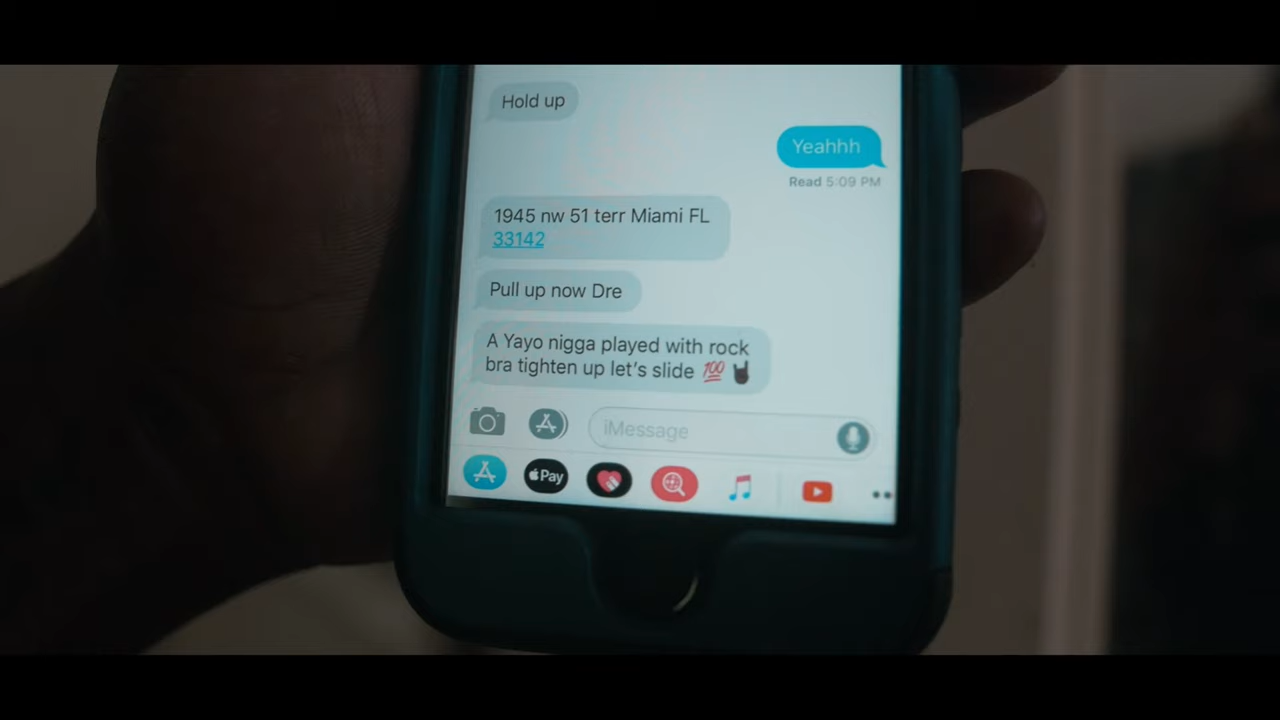 Hold up
Yeahhh
Read 5:09 PM
1945 nw 51 terr Miami FL
33142
Pull up now Dre
A Yayo nigga played with rock
bra tighten up let's slide 💯 🤘🏿
iMessage
Pay